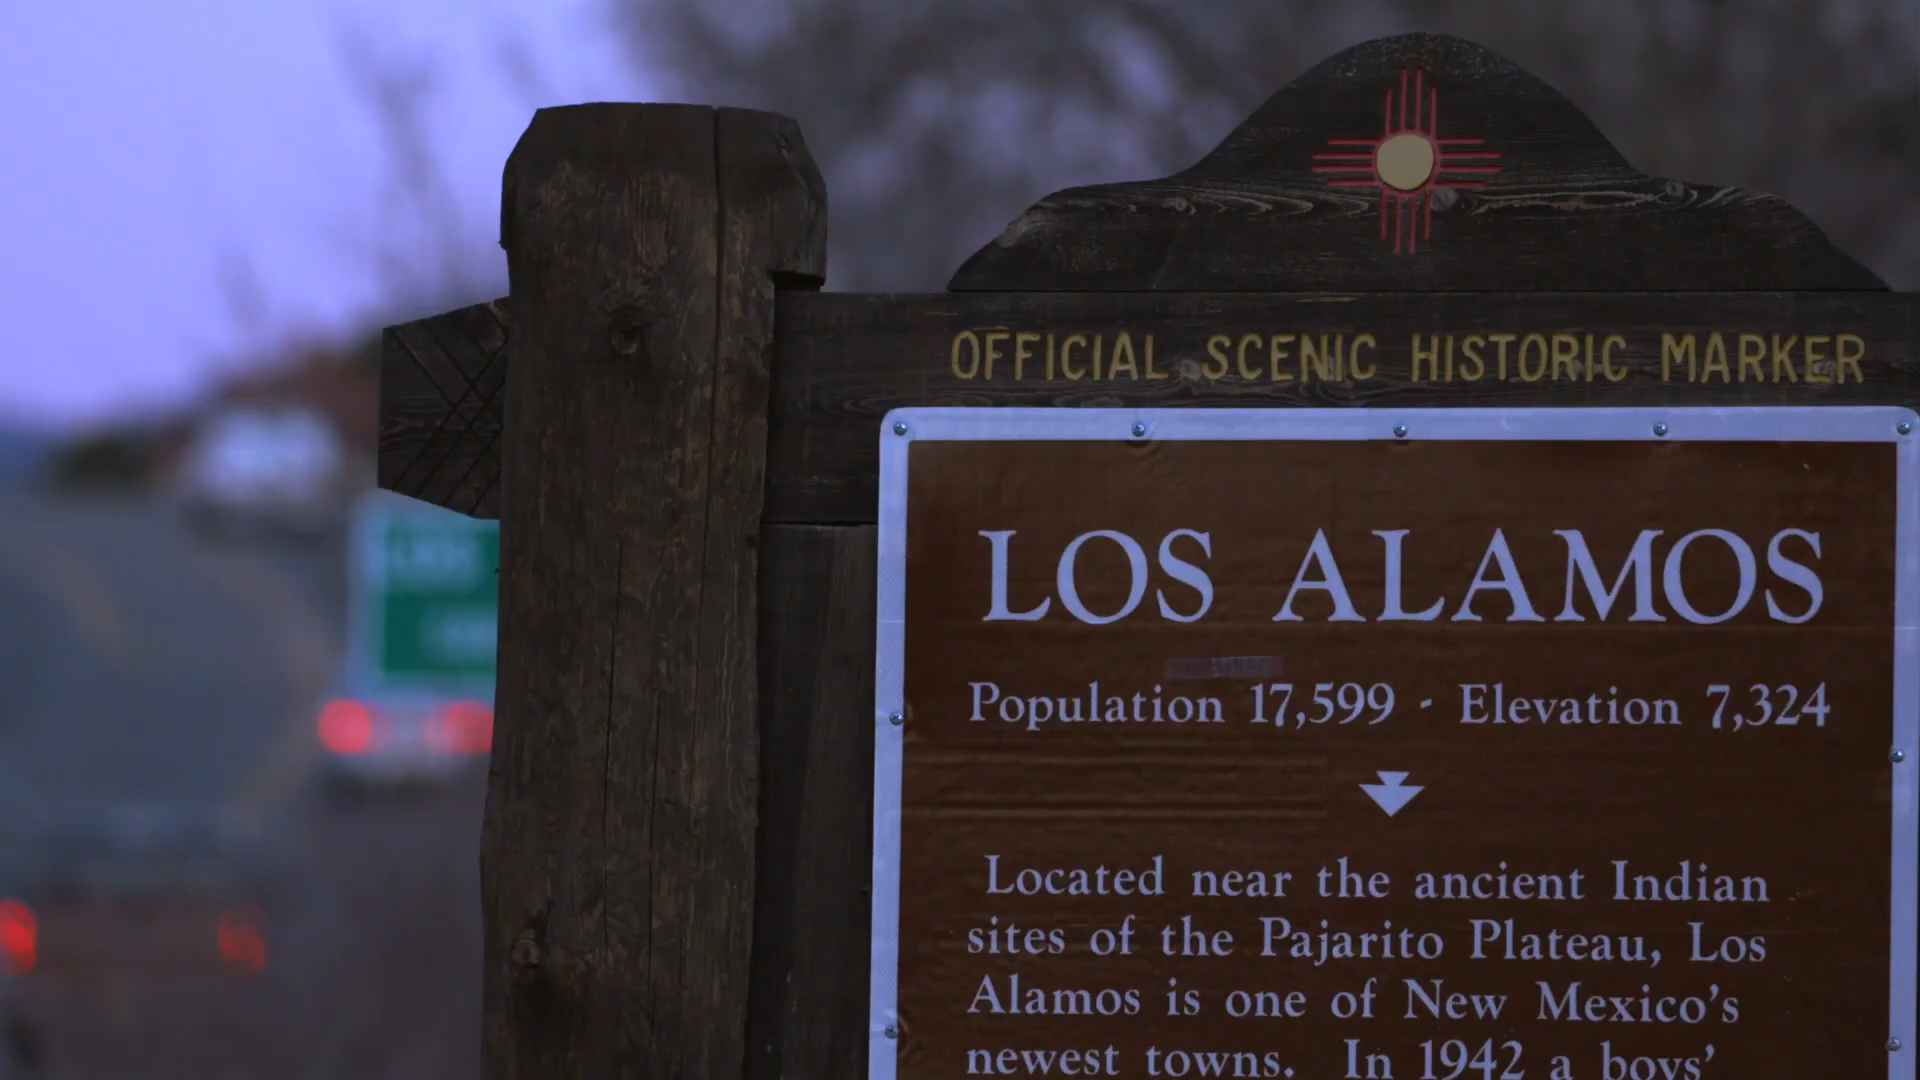 OFFICIAL SCENIC HISTORIC MARKER
LOS ALAMOS
Population 17,599 - Elevation 7,324
Located near the ancient Indian
sites of the Pajarito Plateau, Los
Alamos is one of New Mexico's
newest towns. In 1942 a boys'